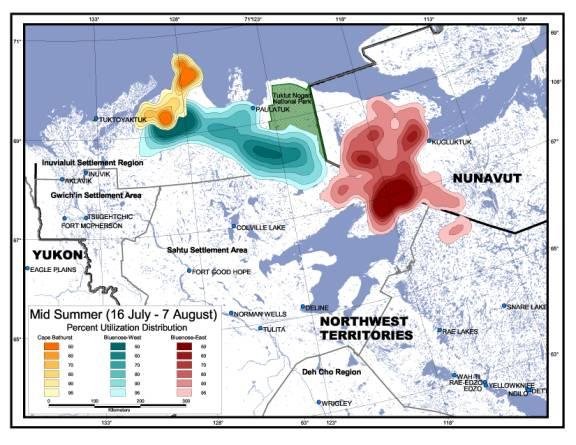 133° 128° 71°123° 118° 113° 108°
71°
69°
108°
Tuktut Nogait
National Park
PAULATUK
TUKTOYAKTUK
69°
KUGLUKTUK
67°
Inuvialuit Settlement Region
INUVIK
AKLAVIK
NUNAVUT
Gwich'in Settlement Area
TSIIGEHTCHIC
FORT MCPHERSON
COLVILLE LAKE
67°
Sahtu Settlement Area
65°
YUKON
EAGLE PLAINS
FORT GOOD HOPE
Mid Summer (16 July - 7 August)
Percent Utilization Distribution
Cape Bathurst Bluenose-West Bluenose-East
50 50 50
60 60 60
70 70 70
80 80 80
90 90 90
95 95 95
0 100 200 300
Kilometers
DELINE
SNARE LAKE
NORMAN WELLS
NORTHWEST
TERRITORIES
TULITA
RAE LAKES
65°
63°
Deh Cho Region
WAH-TI
RAE-EDZO
EDZO
YELLOWKNIFE
NDILO
DETT
WRIGLEY
133° 128° 63° 123° 118°